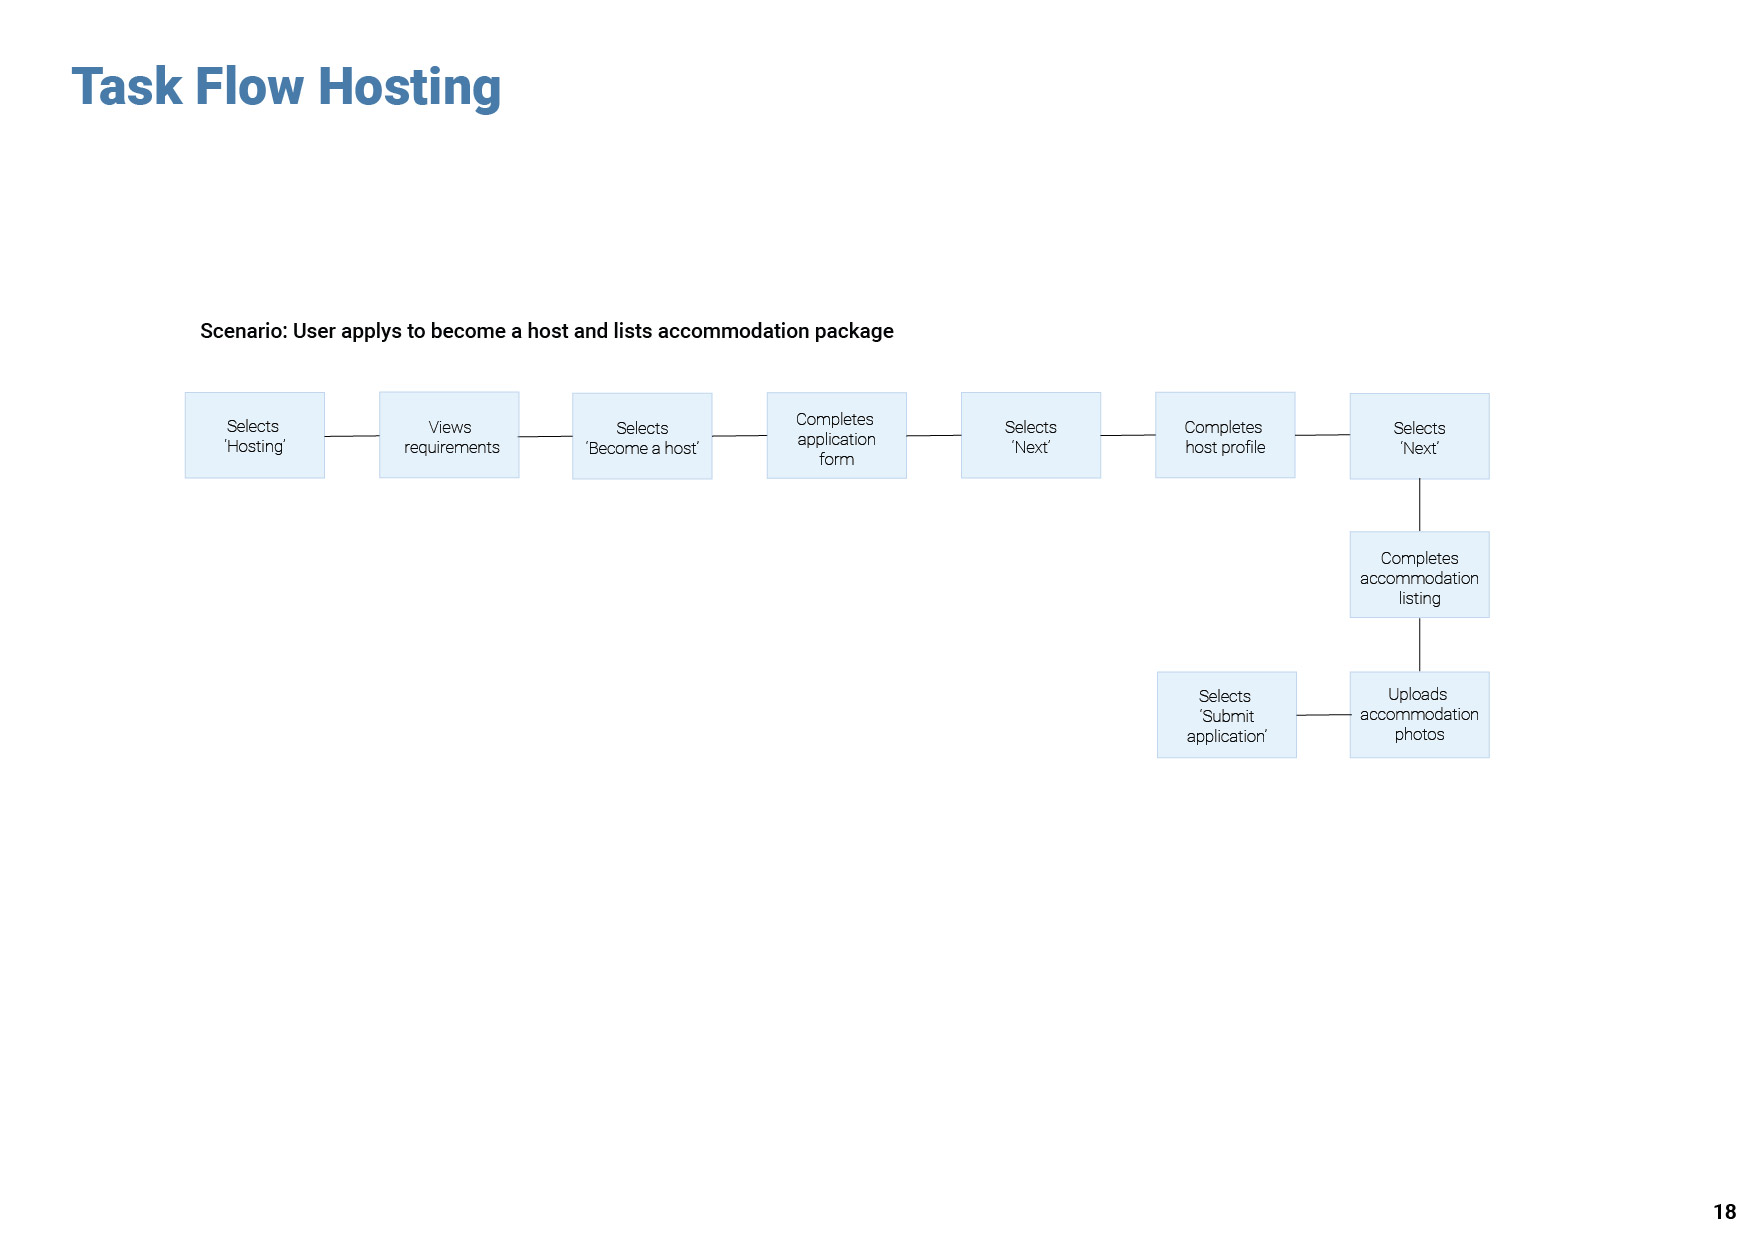 Task Flow Hosting
Scenario: User applys to become a host and lists accommodation package
Selects
‘Hosting’
Views
requirements
Selects
‘Become a host’
Completes
application
form
Selects
‘Next’
Completes
host profile
Selects
‘Next’
Completes
accommodation
listing
Uploads
accommodation
photos
Selects
‘Submit
application’
18